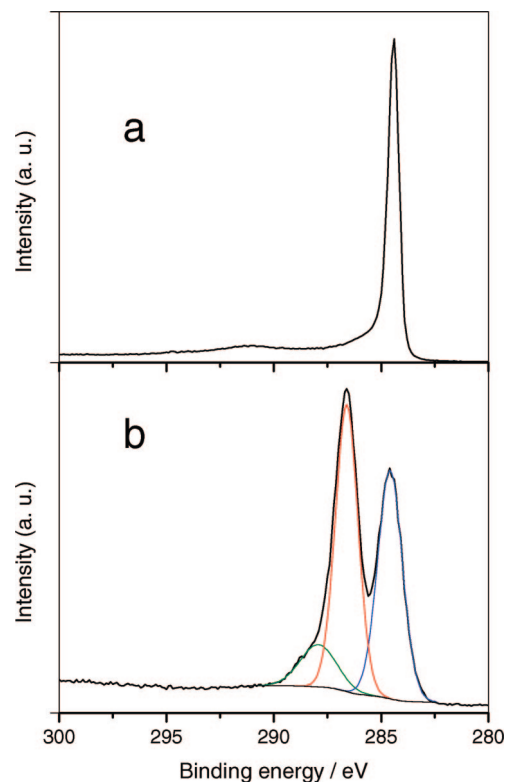 a
Intensity (a. u.)
b
Intensity (a. u.)
300 295 290 285 280
Binding energy / eV